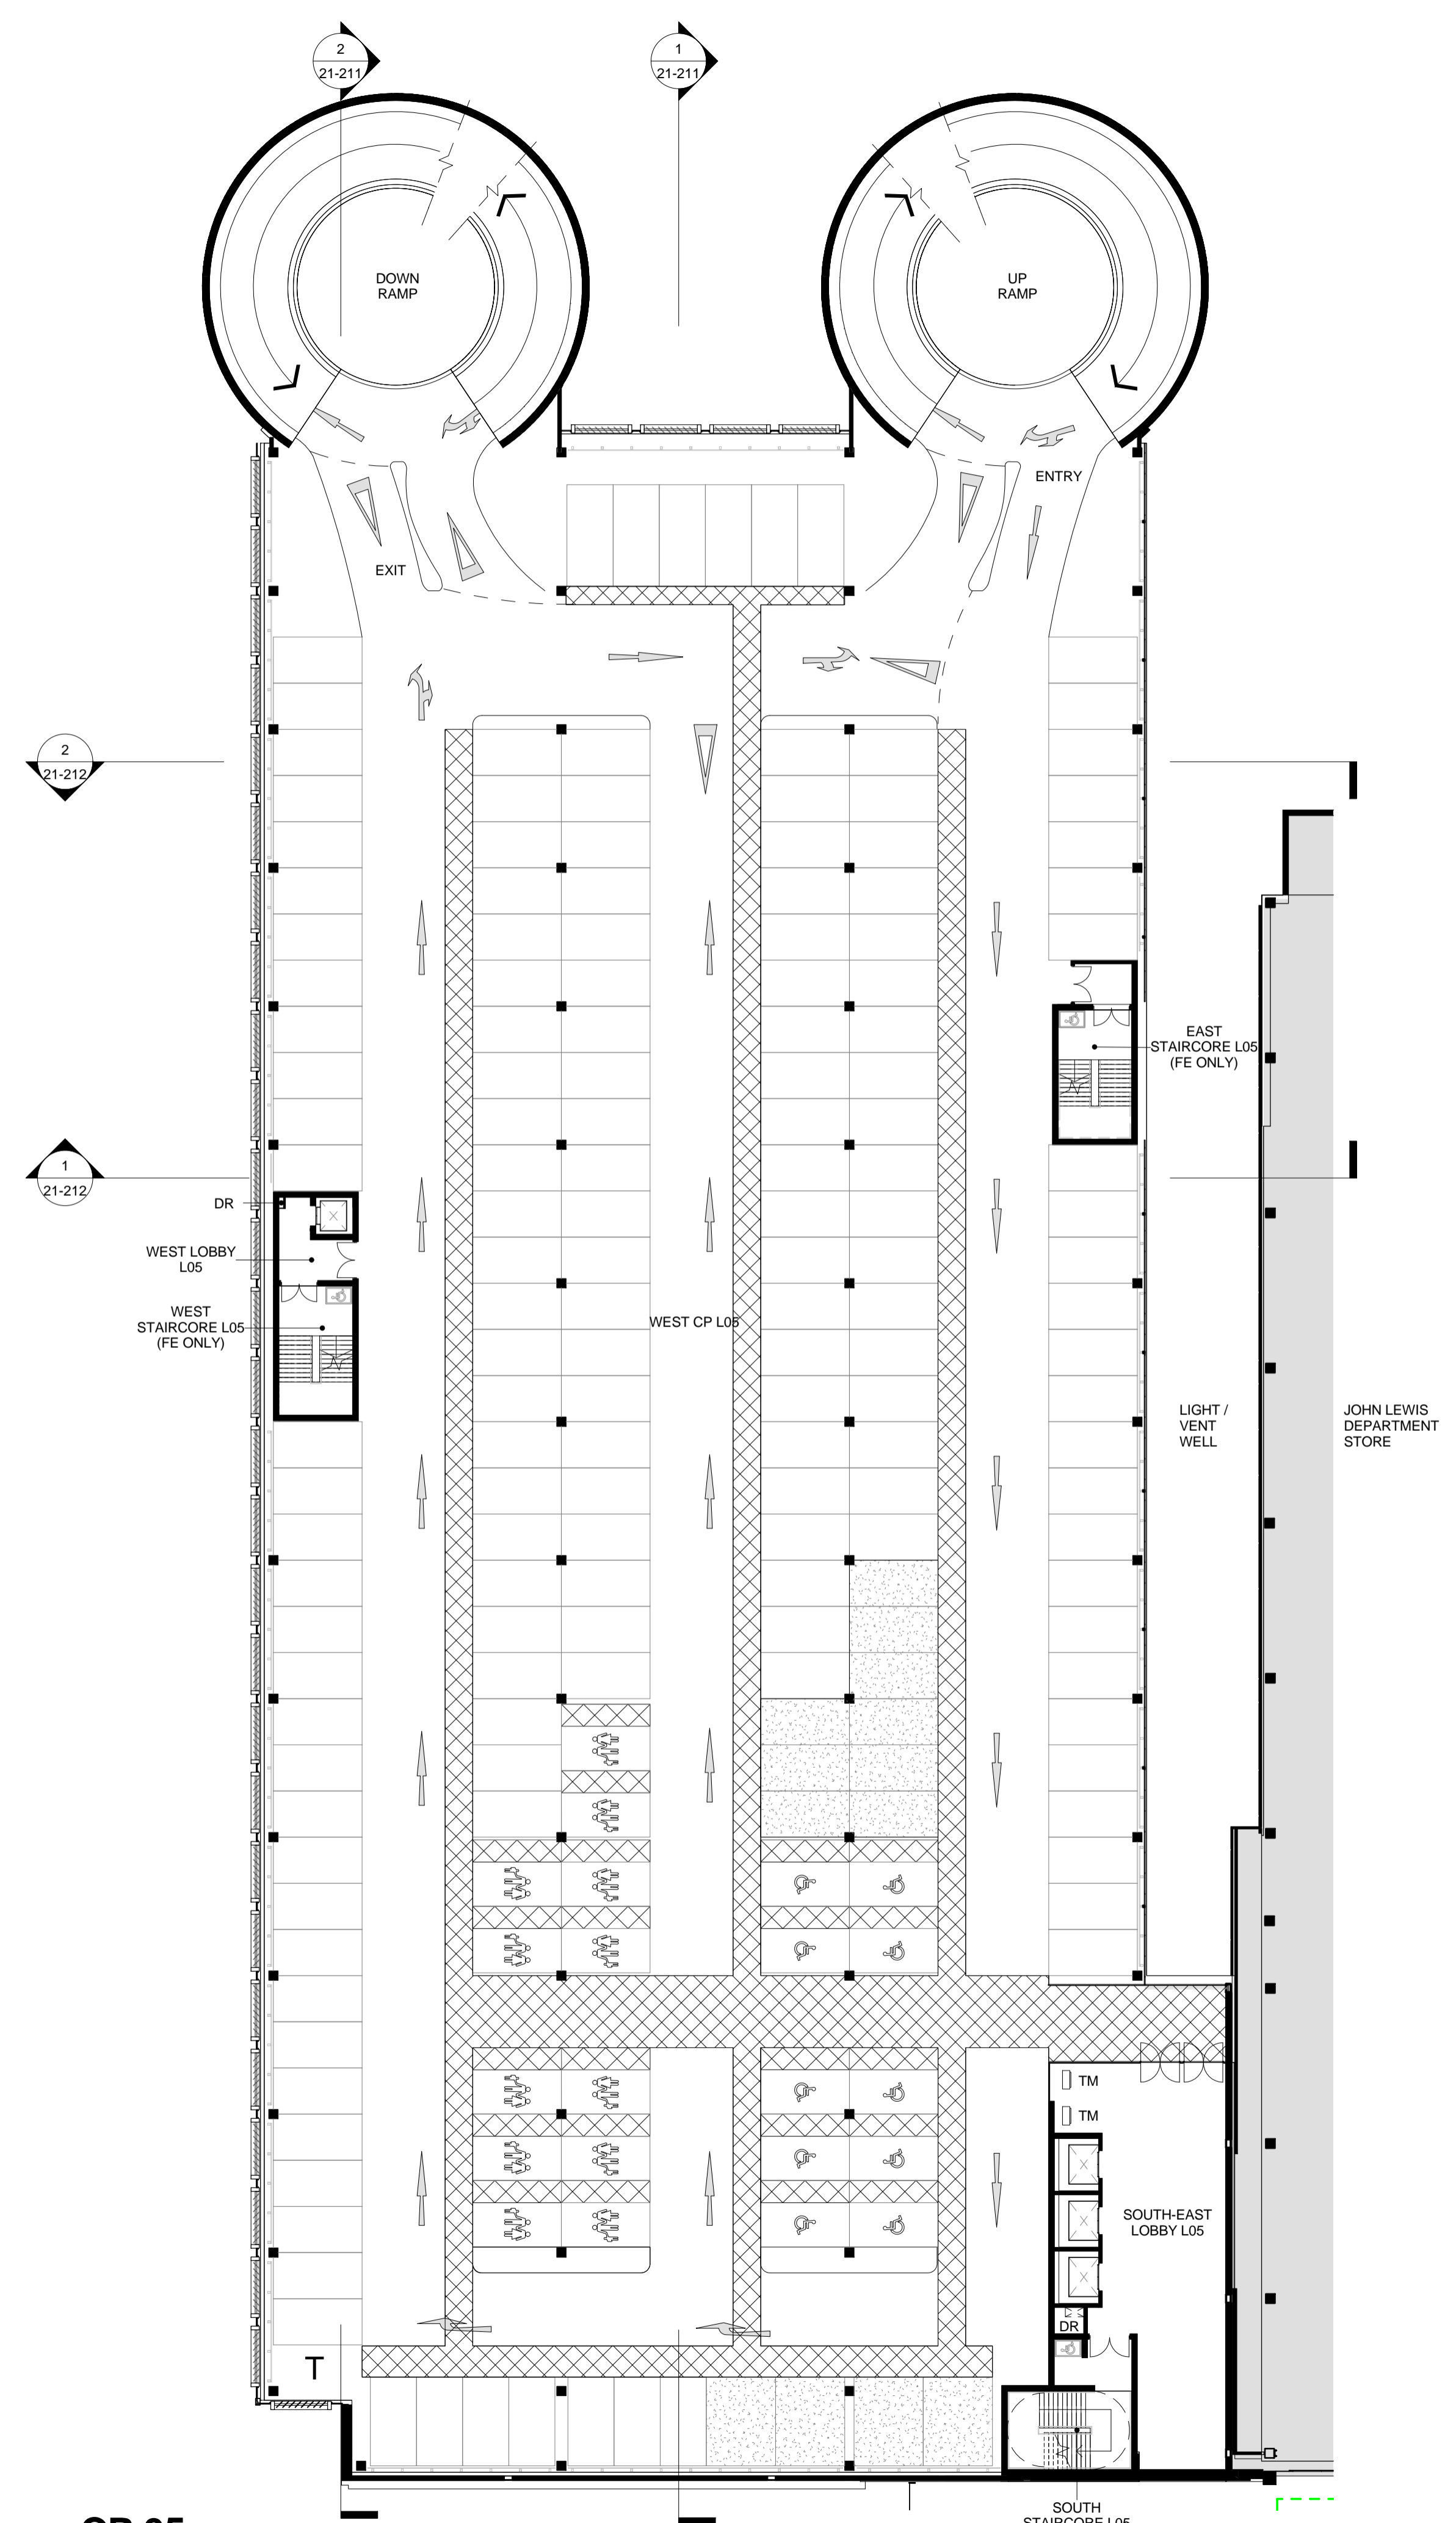 2
21-211
1
21-211
DOWN
RAMP
UP
RAMP
ENTRY
EXIT
2
21-212
EAST
STAIRCORE L05
(FE ONLY)
1
21-212
DR
WEST LOBBY
L05
WEST
STAIRCORE L05
(FE ONLY)
WEST CP L05
LIGHT /
VENT
WELL
JOHN LEWIS
DEPARTMENT
STORE
TM
TM
SOUTH-EAST
LOBBY L05
DR
T
SOUTH
STAIRCORE L05